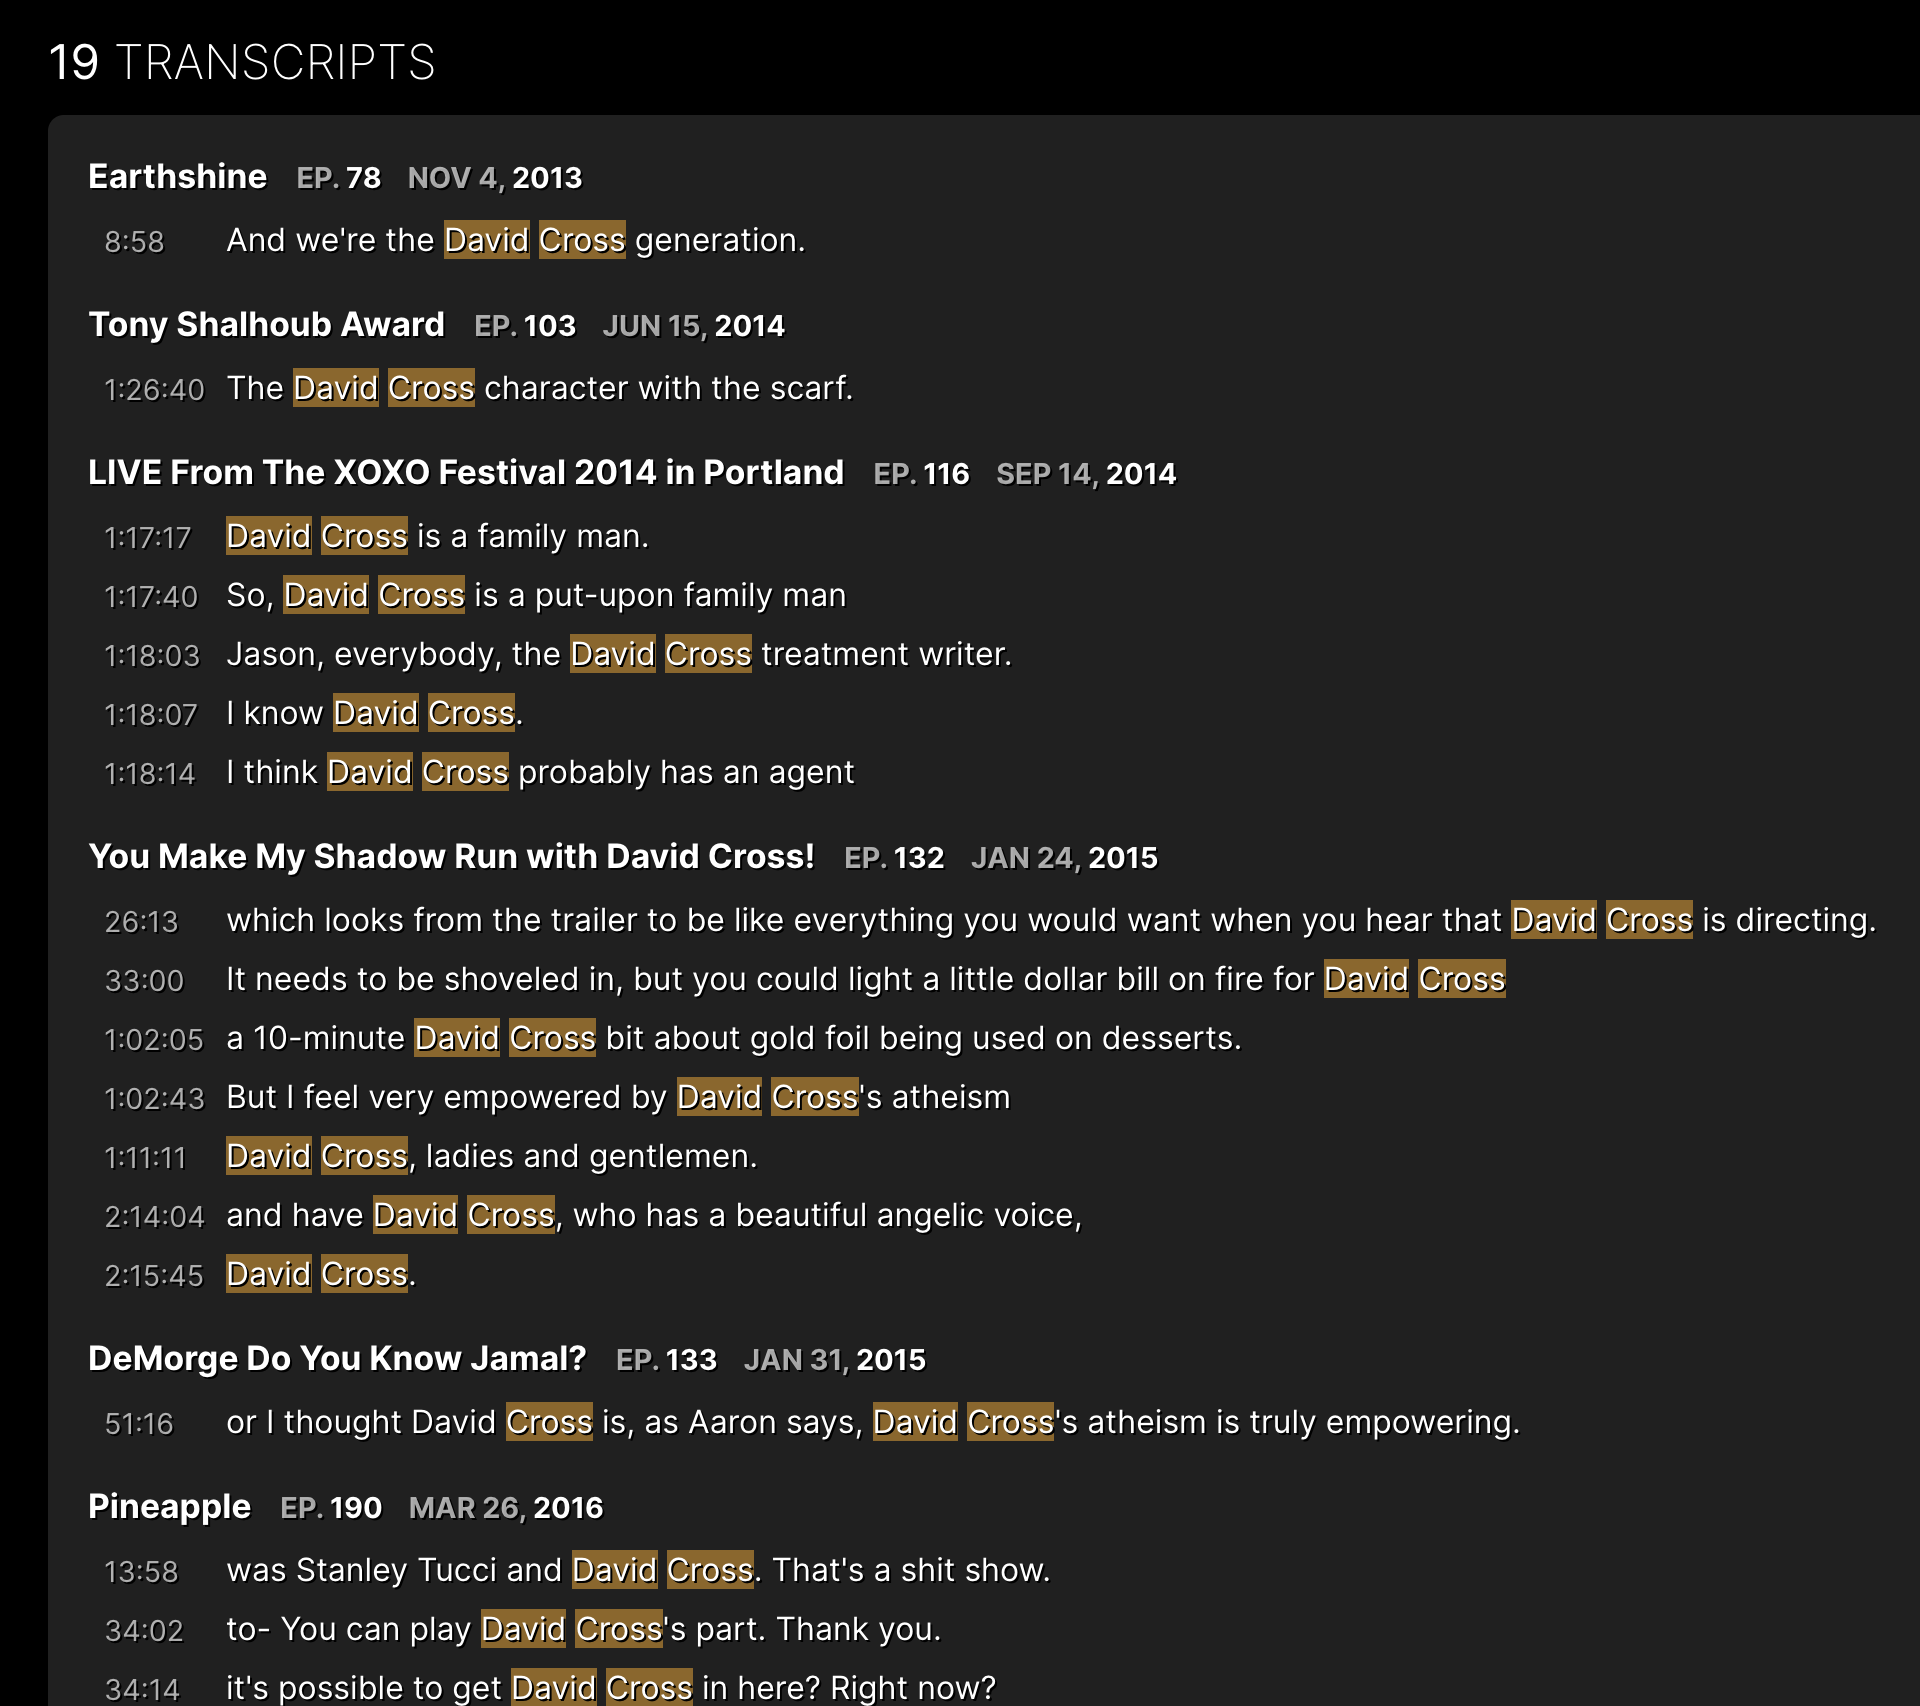 19 TRANSCRIPTS
Earthshine EP. 78 NOV 4, 2013
8:58 And we're the David Cross generation.
Tony Shalhoub Award EP. 103 JUN 15, 2014
1:26:40 The David Cross character with the scarf.
LIVE From The XOXO Festival 2014 in Portland EP. 116 SEP 14, 2014
1:17:17 David Cross is a family man.
1:17:40 So, David Cross is a put-upon family man
1:18:03 Jason, everybody, the David Cross treatment writer.
1:18:07 I know David Cross.
1:18:14 I think David Cross probably has an agent
You Make My Shadow Run with David Cross! EP. 132 JAN 24, 2015
26:13 which looks from the trailer to be like everything you would want when you hear that David Cross is directing.
33:00 It needs to be shoveled in, but you could light a little dollar bill on fire for David Cross
1:02:05 a 10-minute David Cross bit about gold foil being used on desserts.
1:02:43 But I feel very empowered by David Cross's atheism
1:11:11 David Cross, ladies and gentlemen.
2:14:04 and have David Cross, who has a beautiful angelic voice,
2:15:45 David Cross.
DeMorge Do You Know Jamal? EP. 133 JAN 31, 2015
51:16 or I thought David Cross is, as Aaron says, David Cross's atheism is truly empowering.
Pineapple EP. 190 MAR 26, 2016
13:58 was Stanley Tucci and David Cross. That's a shit show.
34:02 to- You can play David Cross's part. Thank you.
34:14 it's possible to get David Cross in here? Right now?